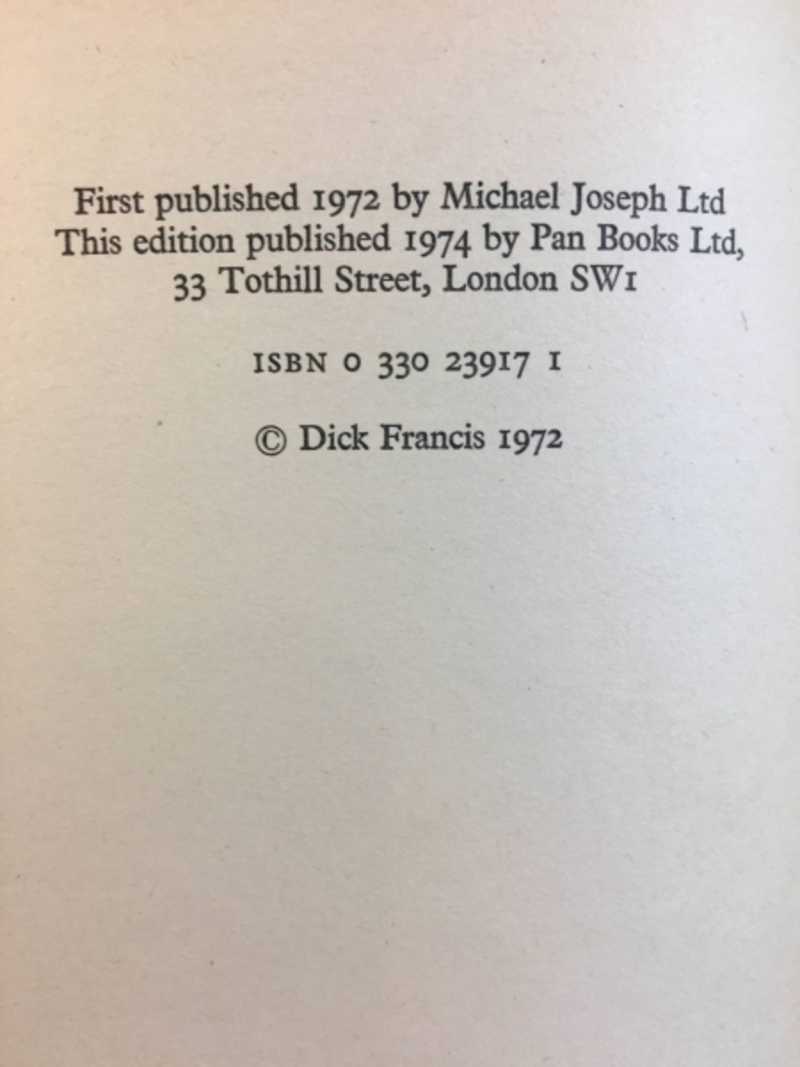 First published 1972 by Michael Joseph Ltd
This edition published 1974 by Pan Books Ltd,
33 Tothill Street, London SW1
ISBN 0 330 23917 1
© Dick Francis 1972